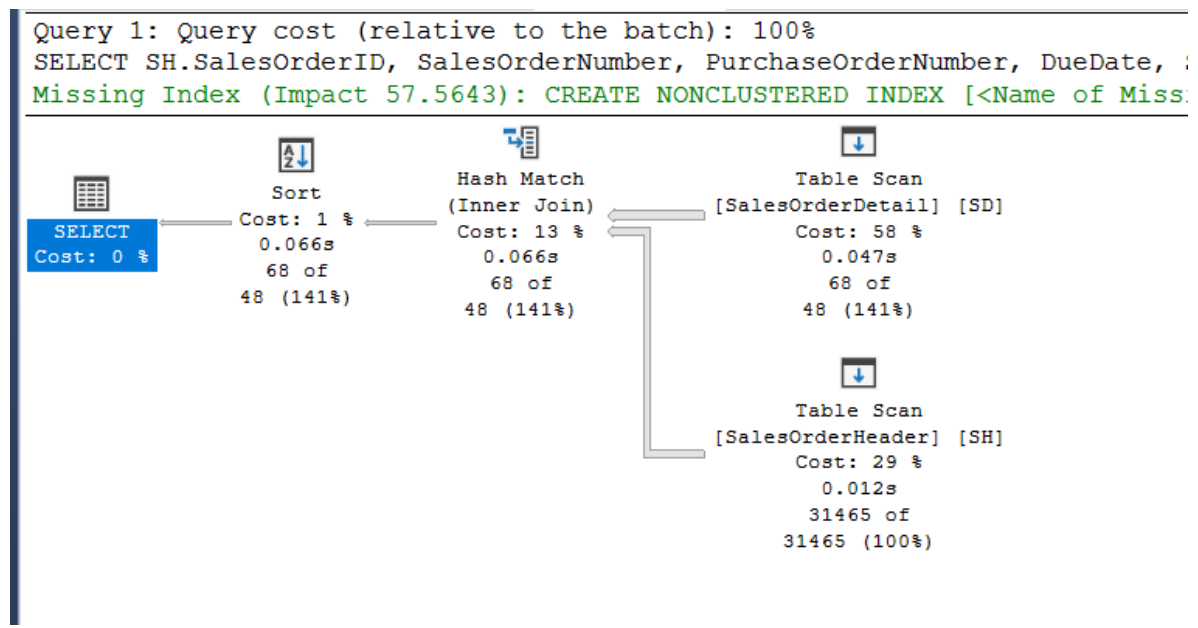 Query 1: Query cost (relative to the batch): 100%
SELECT SH.SalesOrderID, SalesOrderNumber, PurchaseOrderNumber, DueDate,
Missing Index (Impact 57.5643): CREATE NONCLUSTERED INDEX [<Name of Miss
SELECT
Cost: 0 %
Sort
Cost: 1 %
0.066s
68 of
48 (141%)
Hash Match
(Inner Join)
Cost: 13 %
0.066s
68 of
48 (141%)
Table Scan
[SalesOrderDetail] [SD]
Cost: 58 %
0.047s
68 of
48 (141%)
Table Scan
[SalesOrderHeader] [SH]
Cost: 29 %
0.012s
31465 of
31465 (100%)